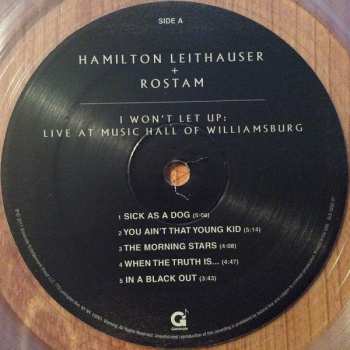 SIDE A
HAMILTON LEITHAUSER
+
ROSTAM
I WON'T LET UP:
LIVE AT MUSIC HALL OF WILLIAMSBURG
1 SICK AS A DOG (5:09)
2 YOU AIN'T THAT YOUNG KID (5:14)
3 THE MORNING STARS (4:08)
4 WHEN THE TRUTH IS... (4:47)
5 IN A BLACK OUT (3:43)
G